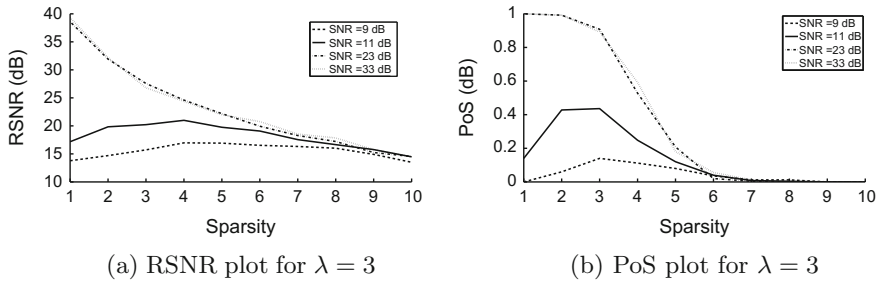 40
35
30
25
20
15
10
RSNR (dB)
SNR =9 dB
SNR =11 dB
SNR =23 dB
SNR =33 dB
1 2 3 4 5 6 7 8 9 10
Sparsity
(a) RSNR plot for λ = 3
1
0.8
0.6
0.4
0.2
0
PoS (dB)
SNR =9 dB
SNR =11 dB
SNR =23 dB
SNR =33 dB
1 2 3 4 5 6 7 8 9 10
Sparsity
(b) PoS plot for λ = 3